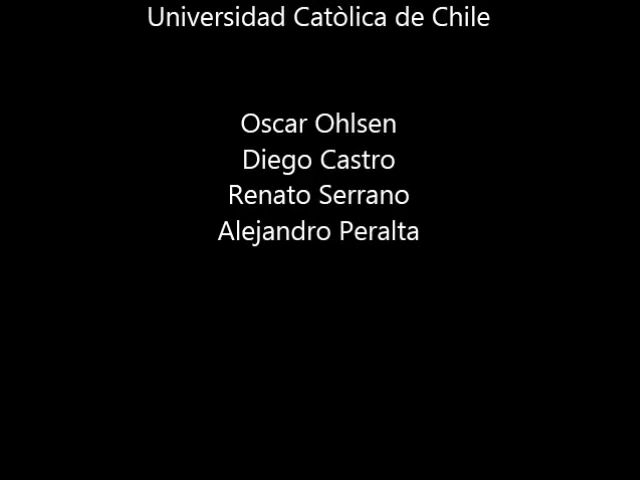 Universidad Catòlica de Chile
Oscar Ohlsen
Diego Castro
Renato Serrano
Alejandro Peralta